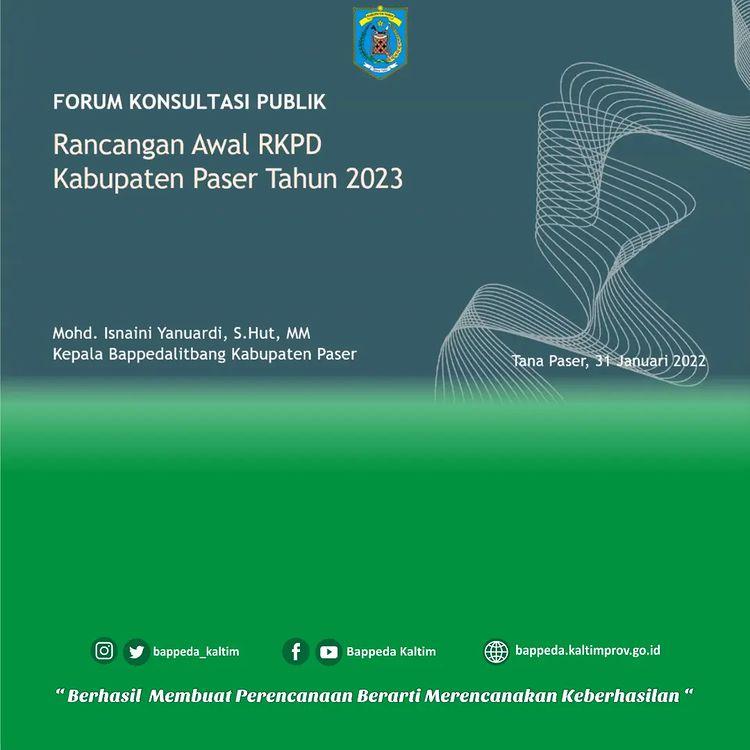 FORUM KONSULTASI PUBLIK
Rancangan Awal RKPD
Kabupaten Paser Tahun 2023
Mohd. Isnaini Yanuardi, S.Hut, MM
Kepala Bappedalitbang Kabupaten Paser
Tana Paser, 31 Januari 2022
bappeda_kaltim
Bappeda Kaltim
bappeda.kaltimprov.go.id
“ Berhasil Membuat Perencanaan Berarti Merencanakan Keberhasilan “